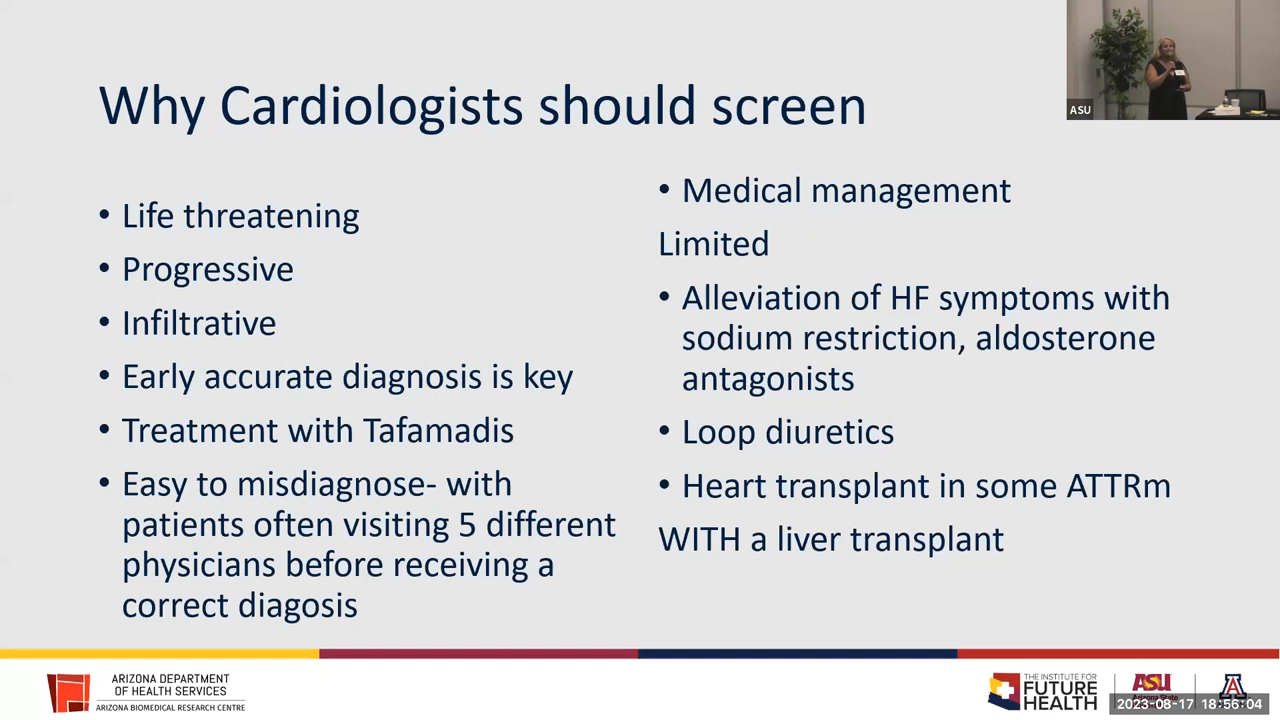 Why Cardiologists should screen
• Life threatening
• Progressive
• Infiltrative
• Early accurate diagnosis is key
• Treatment with Tafamadis
• Easy to misdiagnose- with
patients often visiting 5 different
physicians before receiving a
correct diagosis
• Medical management
Limited
• Alleviation of HF symptoms with
sodium restriction, aldosterone
antagonists
• Loop diuretics
• Heart transplant in some ATTRm
WITH a liver transplant
ASU
ARIZONA DEPARTMENT
OF HEALTH SERVICES
ARIZONA BIOMEDICAL RESEARCH CENTRE
THE INSTITUTE FOR
FUTURE
HEALTH
ASU
Arizona State
A
2023-08-17 18:56:04